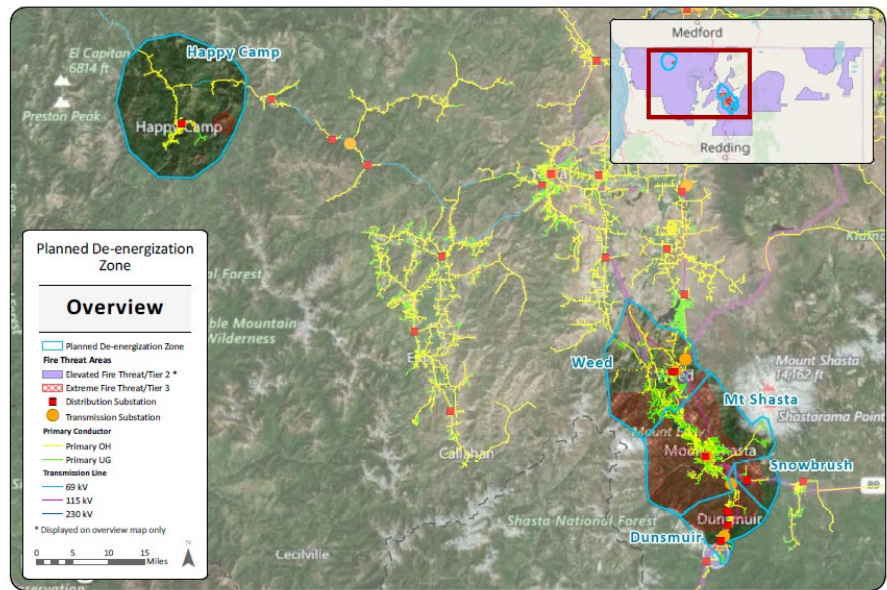 Medford
Redding
El Capitan
6814 ft
Happy Camp
Preston Peak
Happy Camp
Planned De-energization
Zone
Overview
Planned De-energization Zone
Fire Threat Areas
Elevated Fire Threat/Tier 2 *
Extreme Fire Threat/Tier 3
Distribution Substation
Transmission Substation
Primary Conductor
Primary OH
Primary UG
Transmission Line
69 kV
115 kV
230 kV
* Displayed on overview map only
0 5 10 15
Miles
N
al Forest
ble Mountain
Wilderness
Weed
Mount Shasta
14,162 ft
Mt Shasta
Shastarama Point
Callahan
Snowbrush
89
Shasta National Forest
Dunsmuir
Dunsmuir
Cecilville